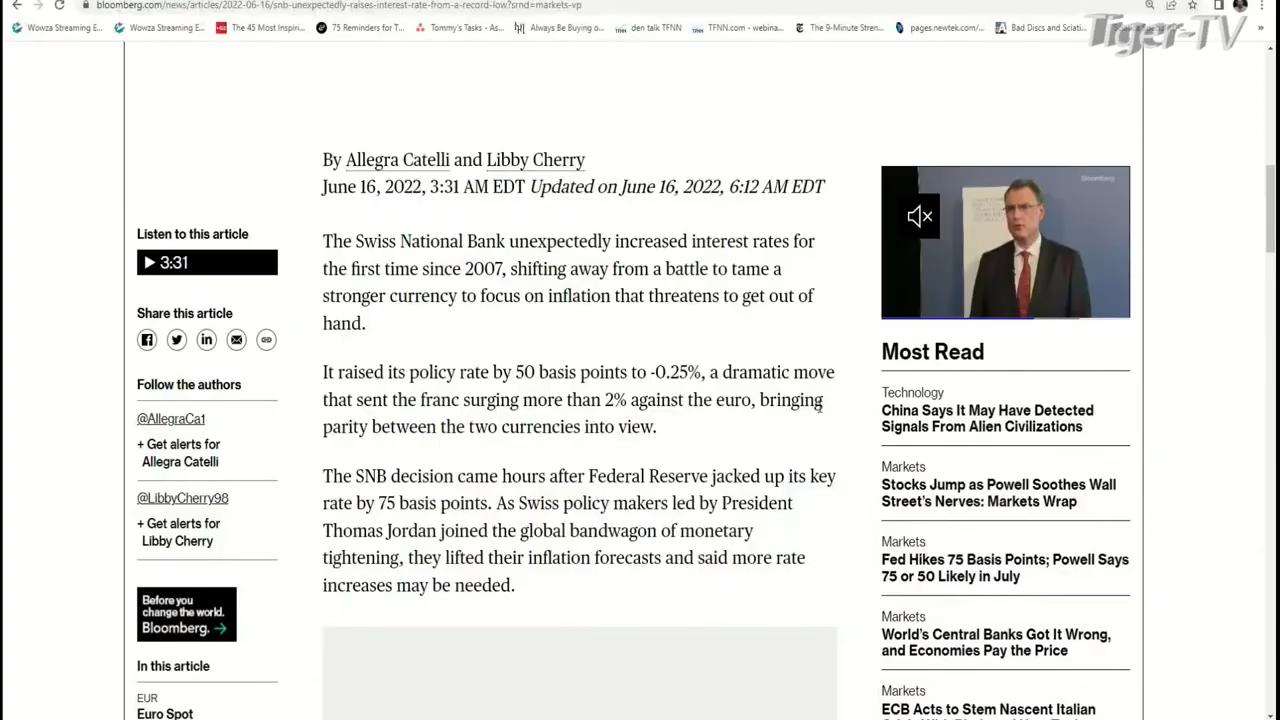 bloomberg.com/news/articles/2022-06-16/snb-unexpectedly-raises-interest-rate-from-a-record-low?srnd=markets-vp
Wowza Streaming E... Wowza Streaming E... The 45 Most Inspiri... 75 Reminders for T... Tommy's Tasks - As... Always Be Buying o... den talk TFNN TFNN.com - webina... The 9-Minute Stren... pages.newtek.com/... Bad Discs and Sciati...
Tiger-TV
By Allegra Catelli and Libby Cherry
June 16, 2022, 3:31 AM EDT Updated on June 16, 2022, 6:12 AM EDT
Listen to this article
3:31
Share this article
Follow the authors
@AllegraCa1
+ Get alerts for
Allegra Catelli
@LibbyCherry98
+ Get alerts for
Libby Cherry
Before you
change the world.
Bloomberg.
In this article
EUR
Euro Spot
The Swiss National Bank unexpectedly increased interest rates for
the first time since 2007, shifting away from a battle to tame a
stronger currency to focus on inflation that threatens to get out of
hand.
It raised its policy rate by 50 basis points to -0.25%, a dramatic move
that sent the franc surging more than 2% against the euro, bringing
parity between the two currencies into view.
The SNB decision came hours after Federal Reserve jacked up its key
rate by 75 basis points. As Swiss policy makers led by President
Thomas Jordan joined the global bandwagon of monetary
tightening, they lifted their inflation forecasts and said more rate
increases may be needed.
Bloomberg
Most Read
Technology
China Says It May Have Detected
Signals From Alien Civilizations
Markets
Stocks Jump as Powell Soothes Wall
Street's Nerves: Markets Wrap
Markets
Fed Hikes 75 Basis Points; Powell Says
75 or 50 Likely in July
Markets
World's Central Banks Got It Wrong,
and Economies Pay the Price
Markets
ECB Acts to Stem Nascent Italian